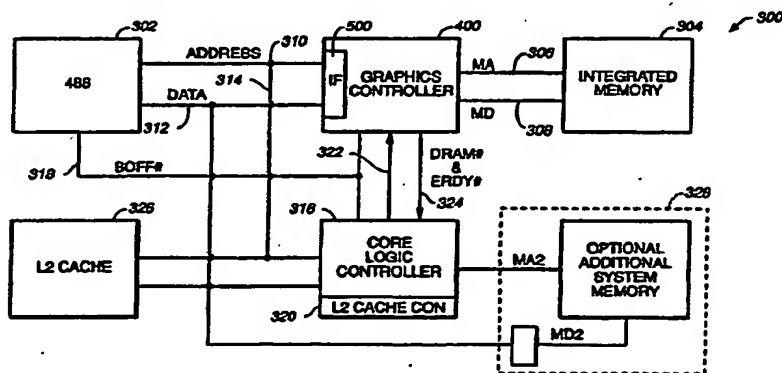 302
310
500
400
304
300
ADDRESS
314
486
IF
GRAPHICS CONTROLLER
MA
306
INTEGRATED MEMORY
DATA
312
MD
308
318
BOFF#
322
DRAM# & ERDY#
324
326
316
328
L2 CACHE
CORE LOGIC CONTROLLER
MA2
OPTIONAL ADDITIONAL SYSTEM MEMORY
320
L2 CACHE CON
MD2